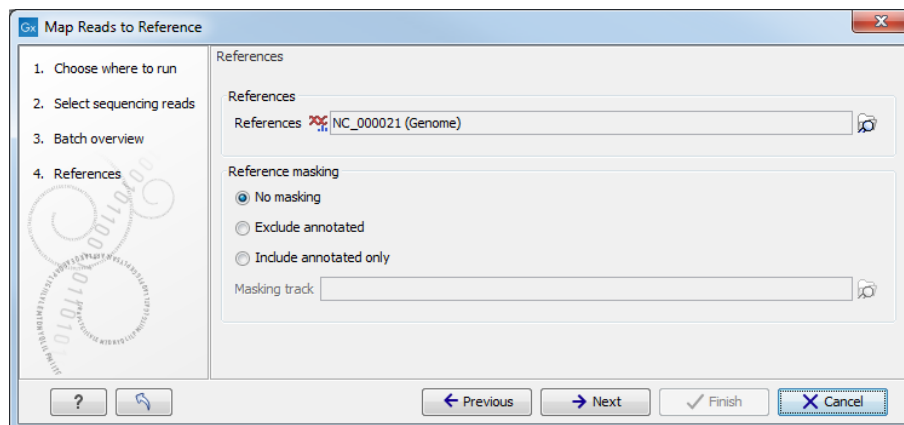 Gx Map Reads to Reference
1. Choose where to run
2. Select sequencing reads
3. Batch overview
4. References
References
References
References NC_000021 (Genome)
Reference masking
No masking
Exclude annotated
Include annotated only
Masking track
? Previous Next Finish Cancel